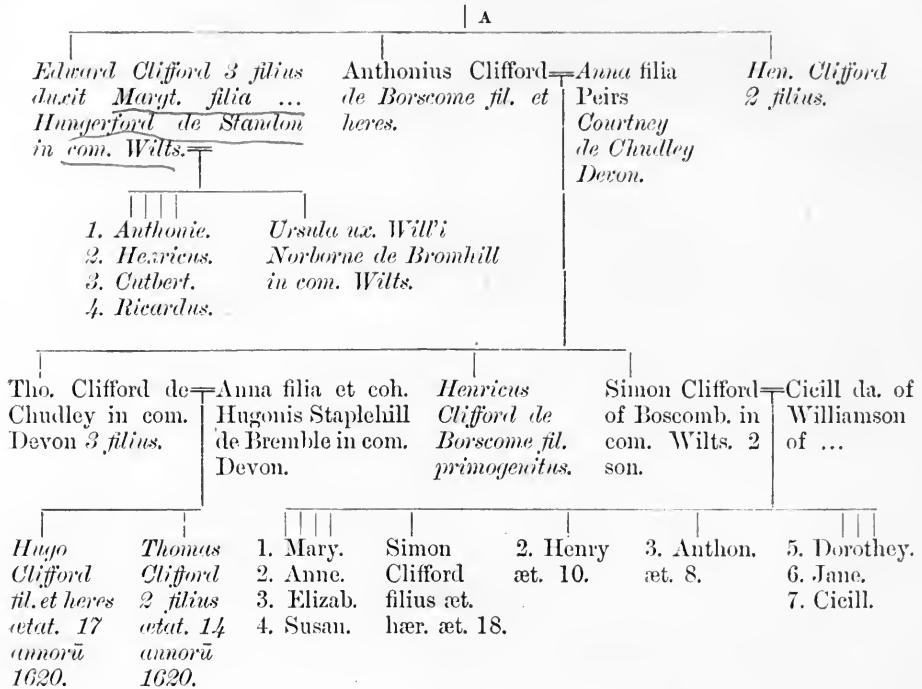 A
Edward Clifford 3 filius
duxit Margt. filia ...
Hungerford de Standon
in com. Wilts.
Anthonius Clifford
de Borscome fil. et
heres.
Anna filia
Peirs
Courtney
de Chudley
Devon.
Hen. Clifford
2 filius.
1. Anthonie.
2. Henricus.
3. Cutbert.
4. Ricardus.
Ursula ux. Will'i
Norborne de Bromhill
in com. Wilts.
Tho. Clifford de
Chudley in com.
Devon 3 filius.
Anna filia et coh.
Hugonis Staplehill
de Bremble in com.
Devon.
Henricus
Clifford de
Borscome fil.
primogenitus.
Simon Clifford
of Boscomb. in
com. Wilts. 2
son.
Cicill da. of
Williamson
of ...
Hugo
Clifford
fil. et heres
ætat. 17
annorū
1620.
Thomas
Clifford
2 filius
ætat. 14
annorū
1620.
1. Mary.
2. Anne.
3. Elizab.
4. Susan.
Simon
Clifford
filius æt.
hær. æt. 18.
2. Henry
æt. 10.
3. Anthon.
æt. 8.
5. Dorothey.
6. Jane.
7. Cicill.